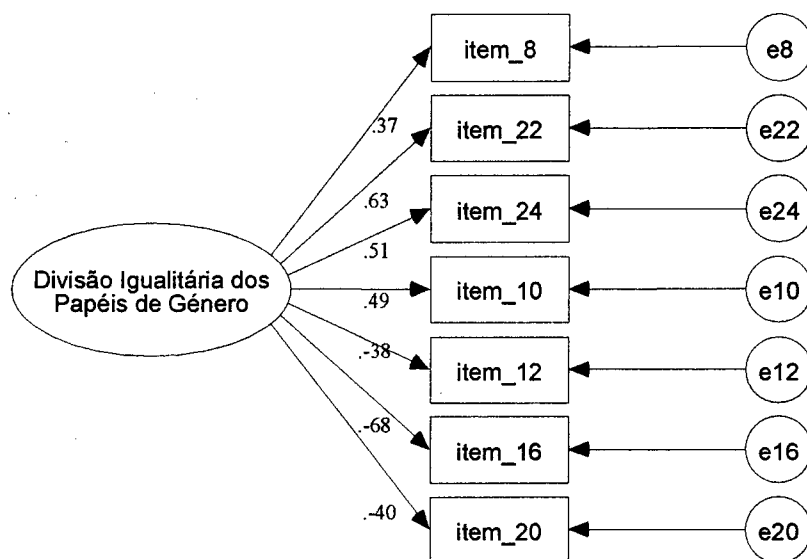 item_8
e8
.37
item_22
e22
.63
item_24
e24
.51
Divisão Igualitária dos
Papéis de Género
item_10
e10
.49
item_12
e12
.-38
item_16
e16
.-68
item_20
e20
.-40